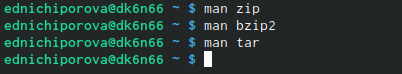 ednichiporova@dk6n66 ~ $ man zip
ednichiporova@dk6n66 ~ $ man bzip2
ednichiporova@dk6n66 ~ $ man tar
ednichiporova@dk6n66 ~ $